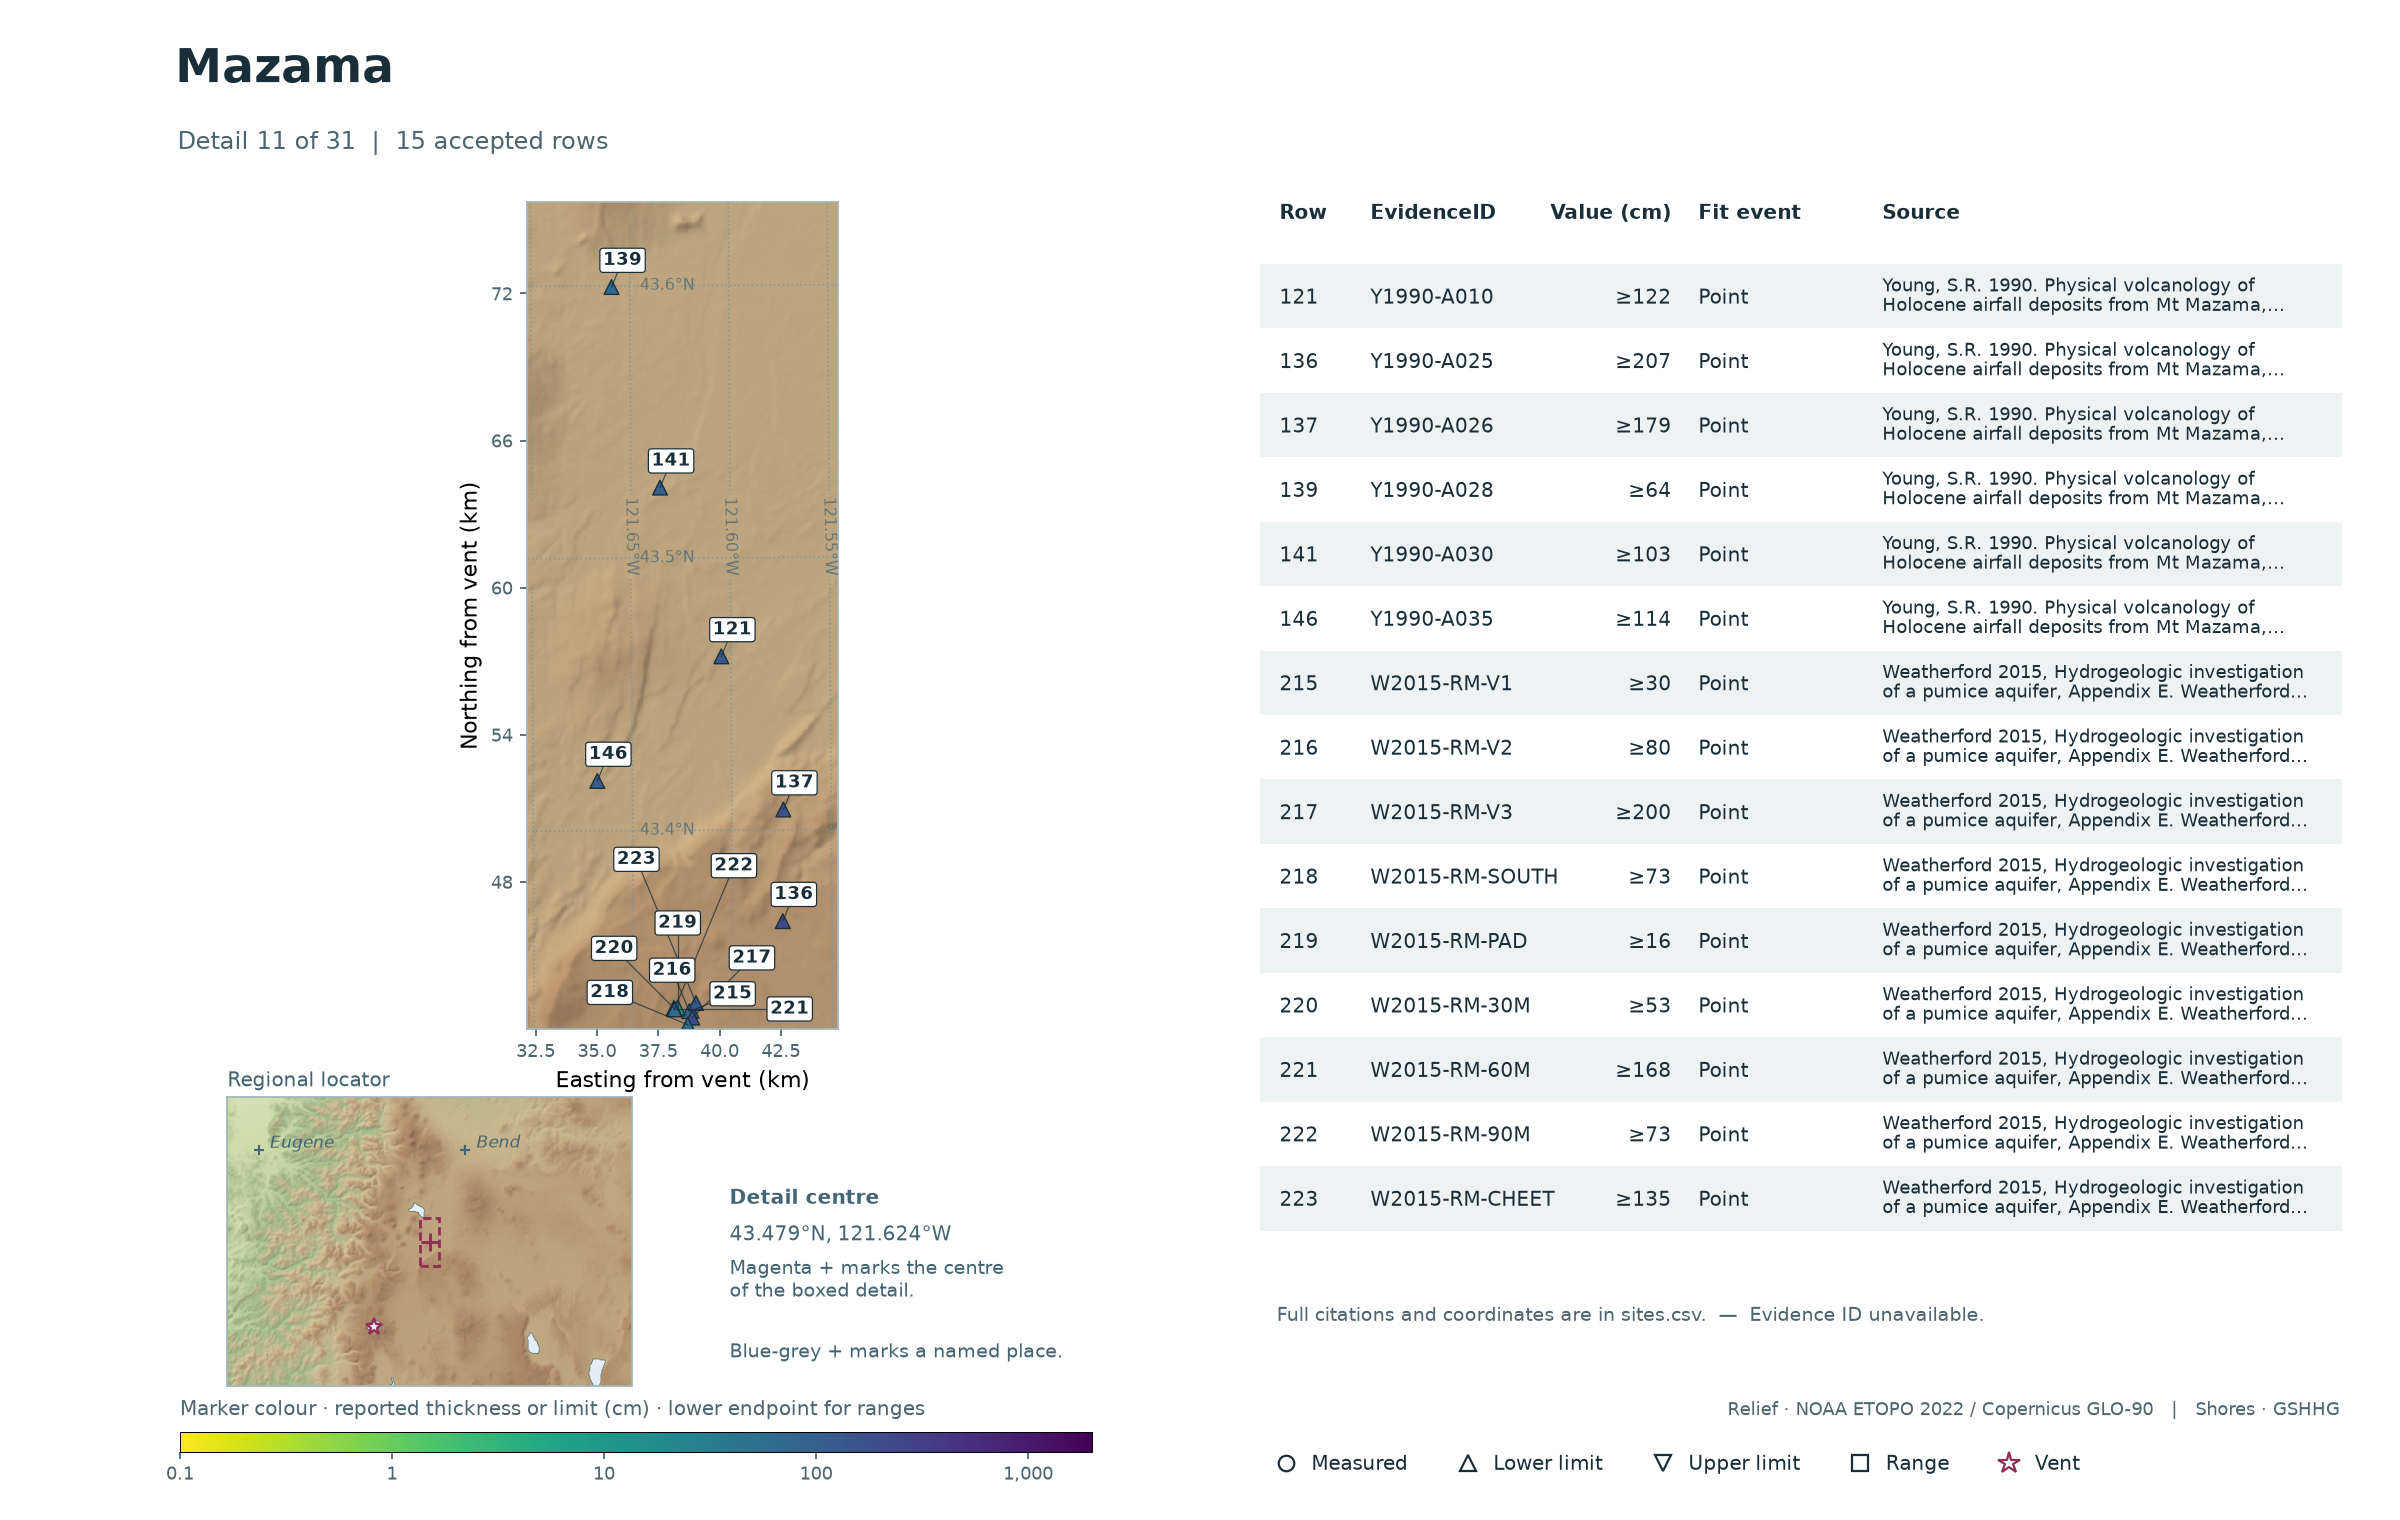 Mazama
Detail 11 of 31 | 15 accepted rows
139
43.6°N
72
66
141
121.65°W
121.60°W
121.55°W
43.5°N
60
Northing from vent (km)
121
54
146
137
43.4°N
223
222
48
136
219
220
217
216
218
215
221
32.5 35.0 37.5 40.0 42.5
Easting from vent (km)
Regional locator
Eugene
Bend
Detail centre
43.479°N, 121.624°W
Magenta + marks the centre
of the boxed detail.
Blue-grey + marks a named place.
Marker colour · reported thickness or limit (cm) · lower endpoint for ranges
0.1 1 10 100 1,000
Row EvidenceID Value (cm) Fit event Source
121 Y1990-A010 ≥122 Point Young, S.R. 1990. Physical volcanology of
Holocene airfall deposits from Mt Mazama,...
136 Y1990-A025 ≥207 Point Young, S.R. 1990. Physical volcanology of
Holocene airfall deposits from Mt Mazama,...
137 Y1990-A026 ≥179 Point Young, S.R. 1990. Physical volcanology of
Holocene airfall deposits from Mt Mazama,...
139 Y1990-A028 ≥64 Point Young, S.R. 1990. Physical volcanology of
Holocene airfall deposits from Mt Mazama,...
141 Y1990-A030 ≥103 Point Young, S.R. 1990. Physical volcanology of
Holocene airfall deposits from Mt Mazama,...
146 Y1990-A035 ≥114 Point Young, S.R. 1990. Physical volcanology of
Holocene airfall deposits from Mt Mazama,...
215 W2015-RM-V1 ≥30 Point Weatherford 2015, Hydrogeologic investigation
of a pumice aquifer, Appendix E. Weatherford...
216 W2015-RM-V2 ≥80 Point Weatherford 2015, Hydrogeologic investigation
of a pumice aquifer, Appendix E. Weatherford...
217 W2015-RM-V3 ≥200 Point Weatherford 2015, Hydrogeologic investigation
of a pumice aquifer, Appendix E. Weatherford...
218 W2015-RM-SOUTH ≥73 Point Weatherford 2015, Hydrogeologic investigation
of a pumice aquifer, Appendix E. Weatherford...
219 W2015-RM-PAD ≥16 Point Weatherford 2015, Hydrogeologic investigation
of a pumice aquifer, Appendix E. Weatherford...
220 W2015-RM-30M ≥53 Point Weatherford 2015, Hydrogeologic investigation
of a pumice aquifer, Appendix E. Weatherford...
221 W2015-RM-60M ≥168 Point Weatherford 2015, Hydrogeologic investigation
of a pumice aquifer, Appendix E. Weatherford...
222 W2015-RM-90M ≥73 Point Weatherford 2015, Hydrogeologic investigation
of a pumice aquifer, Appendix E. Weatherford...
223 W2015-RM-CHEET ≥135 Point Weatherford 2015, Hydrogeologic investigation
of a pumice aquifer, Appendix E. Weatherford...
Full citations and coordinates are in sites.csv. — Evidence ID unavailable.
Relief · NOAA ETOPO 2022 / Copernicus GLO-90 | Shores · GSHHG
Measured Lower limit Upper limit Range Vent